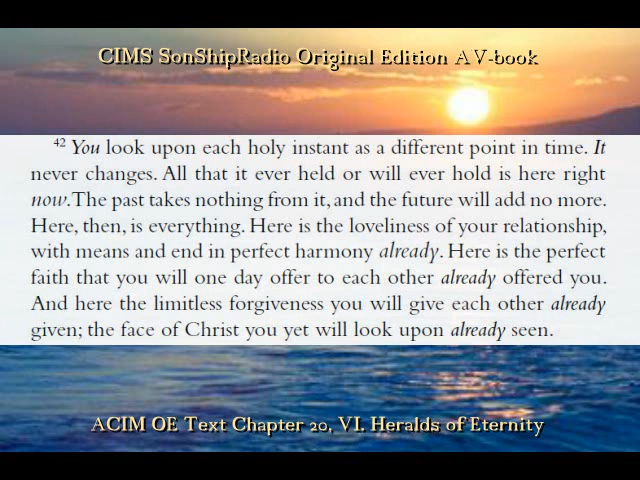 CIMS SonShipRadio Original Edition AV-book
42 You look upon each holy instant as a different point in time. It
never changes. All that it ever held or will ever hold is here right
now. The past takes nothing from it, and the future will add no more.
Here, then, is everything. Here is the loveliness of your relationship,
with means and end in perfect harmony already. Here is the perfect
faith that you will one day offer to each other already offered you.
And here the limitless forgiveness you will give each other already
given; the face of Christ you yet will look upon already seen.
ACIM OE Text Chapter 20, VI. Heralds of Eternity